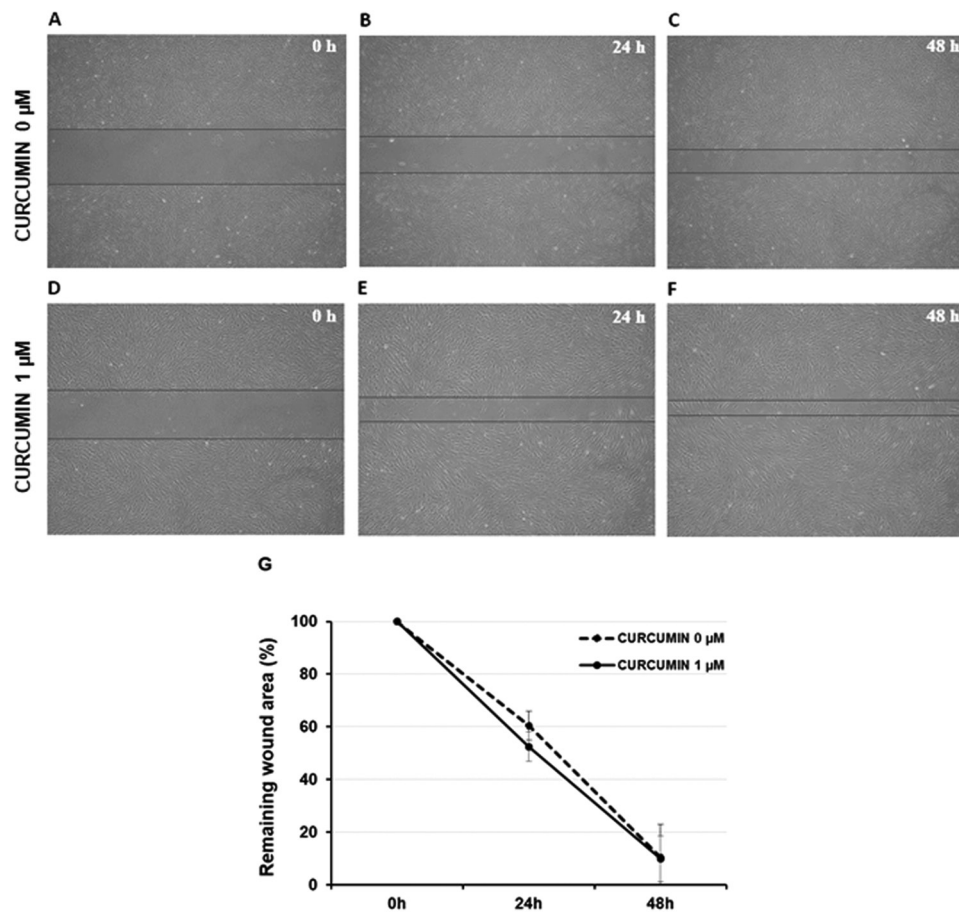 A
B
C
CURCUMIN 0 µM
0 h
24 h
48 h
D
E
F
CURCUMIN 1 µM
0 h
24 h
48 h
G
Remaining wound area (%)
100
80
60
40
20
0
CURCUMIN 0 µM
CURCUMIN 1 µM
0h
24h
48h